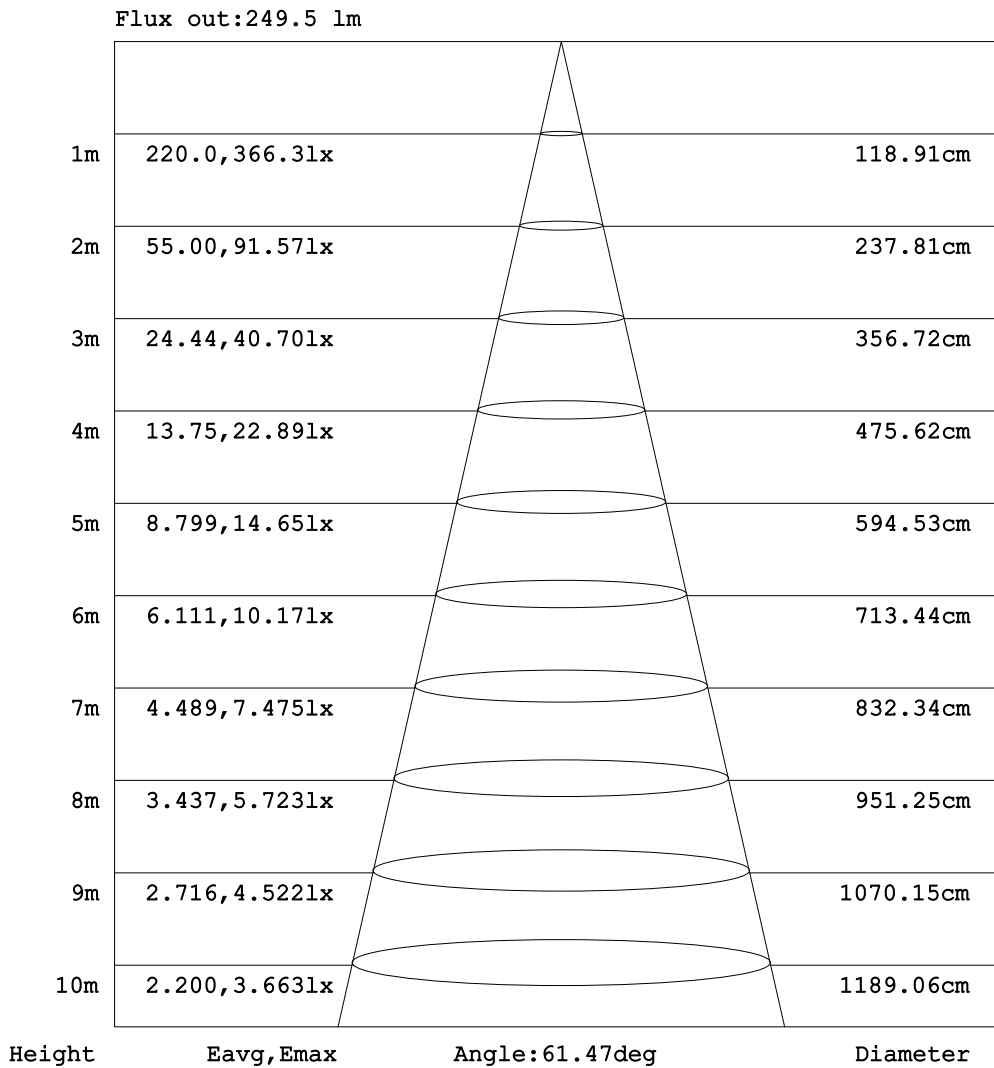 Flux out:249.5 lm
1m 220.0,366.3lx 118.91cm
2m 55.00,91.57lx 237.81cm
3m 24.44,40.70lx 356.72cm
4m 13.75,22.89lx 475.62cm
5m 8.799,14.65lx 594.53cm
6m 6.111,10.17lx 713.44cm
7m 4.489,7.475lx 832.34cm
8m 3.437,5.723lx 951.25cm
9m 2.716,4.522lx 1070.15cm
10m 2.200,3.663lx 1189.06cm
Height Eavg,Emax Angle:61.47deg Diameter